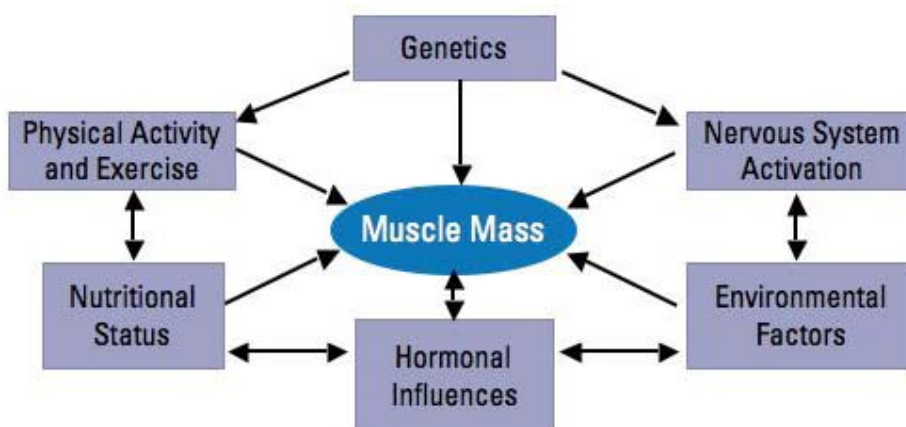 Genetics
Physical Activity
and Exercise
Nervous System
Activation
Muscle Mass
Nutritional
Status
Environmental
Factors
Hormonal
Influences